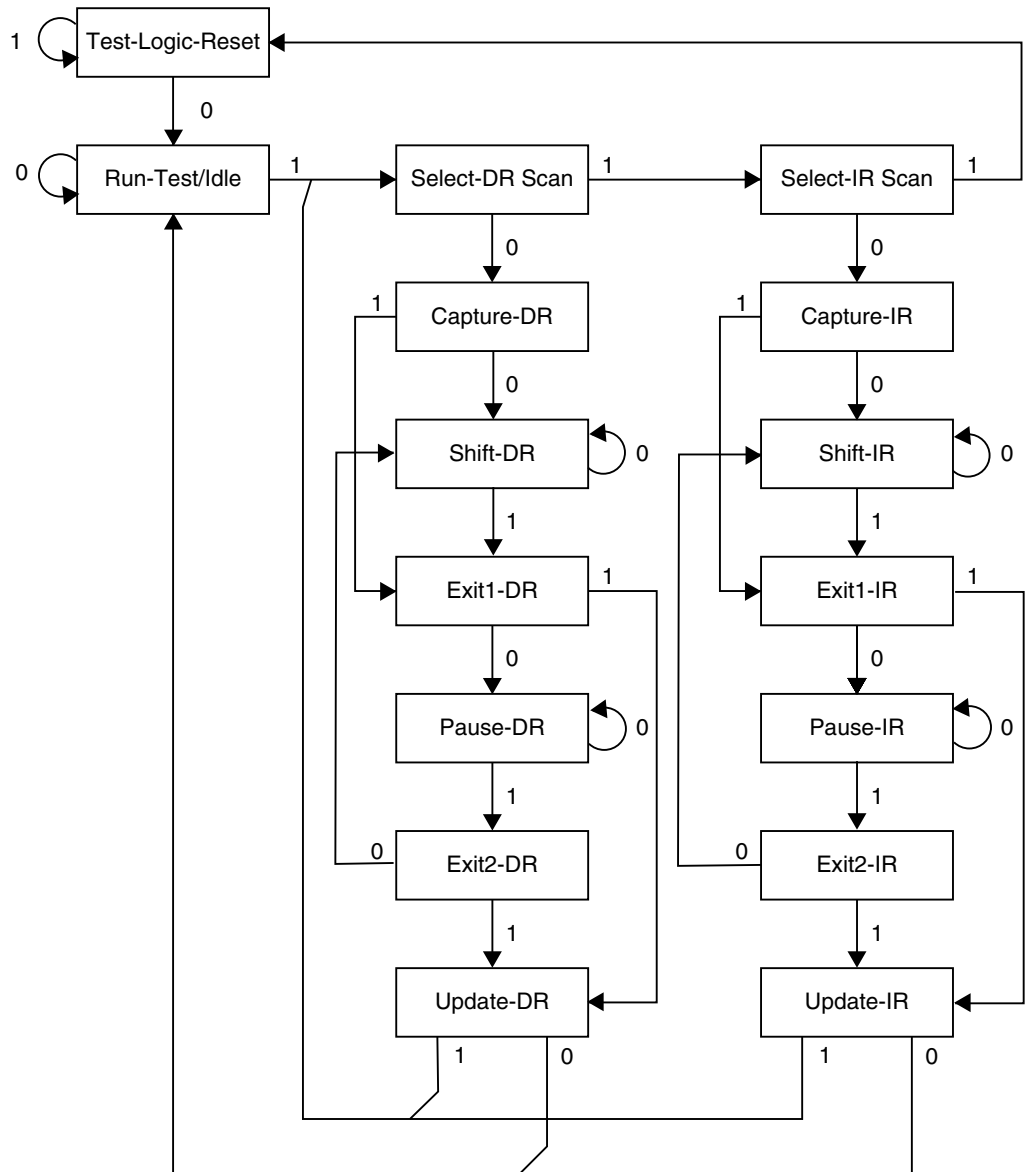 Test-Logic-Reset
1
0
Run-Test/Idle
0
1
Select-DR Scan
1
Select-IR Scan
1
0
0
1
Capture-DR
1
Capture-IR
0
0
Shift-DR
0
Shift-IR
0
1
1
Exit1-DR
1
Exit1-IR
1
0
0
Pause-DR
0
Pause-IR
0
1
1
0
Exit2-DR
0
Exit2-IR
1
1
Update-DR
Update-IR
1
0
1
0